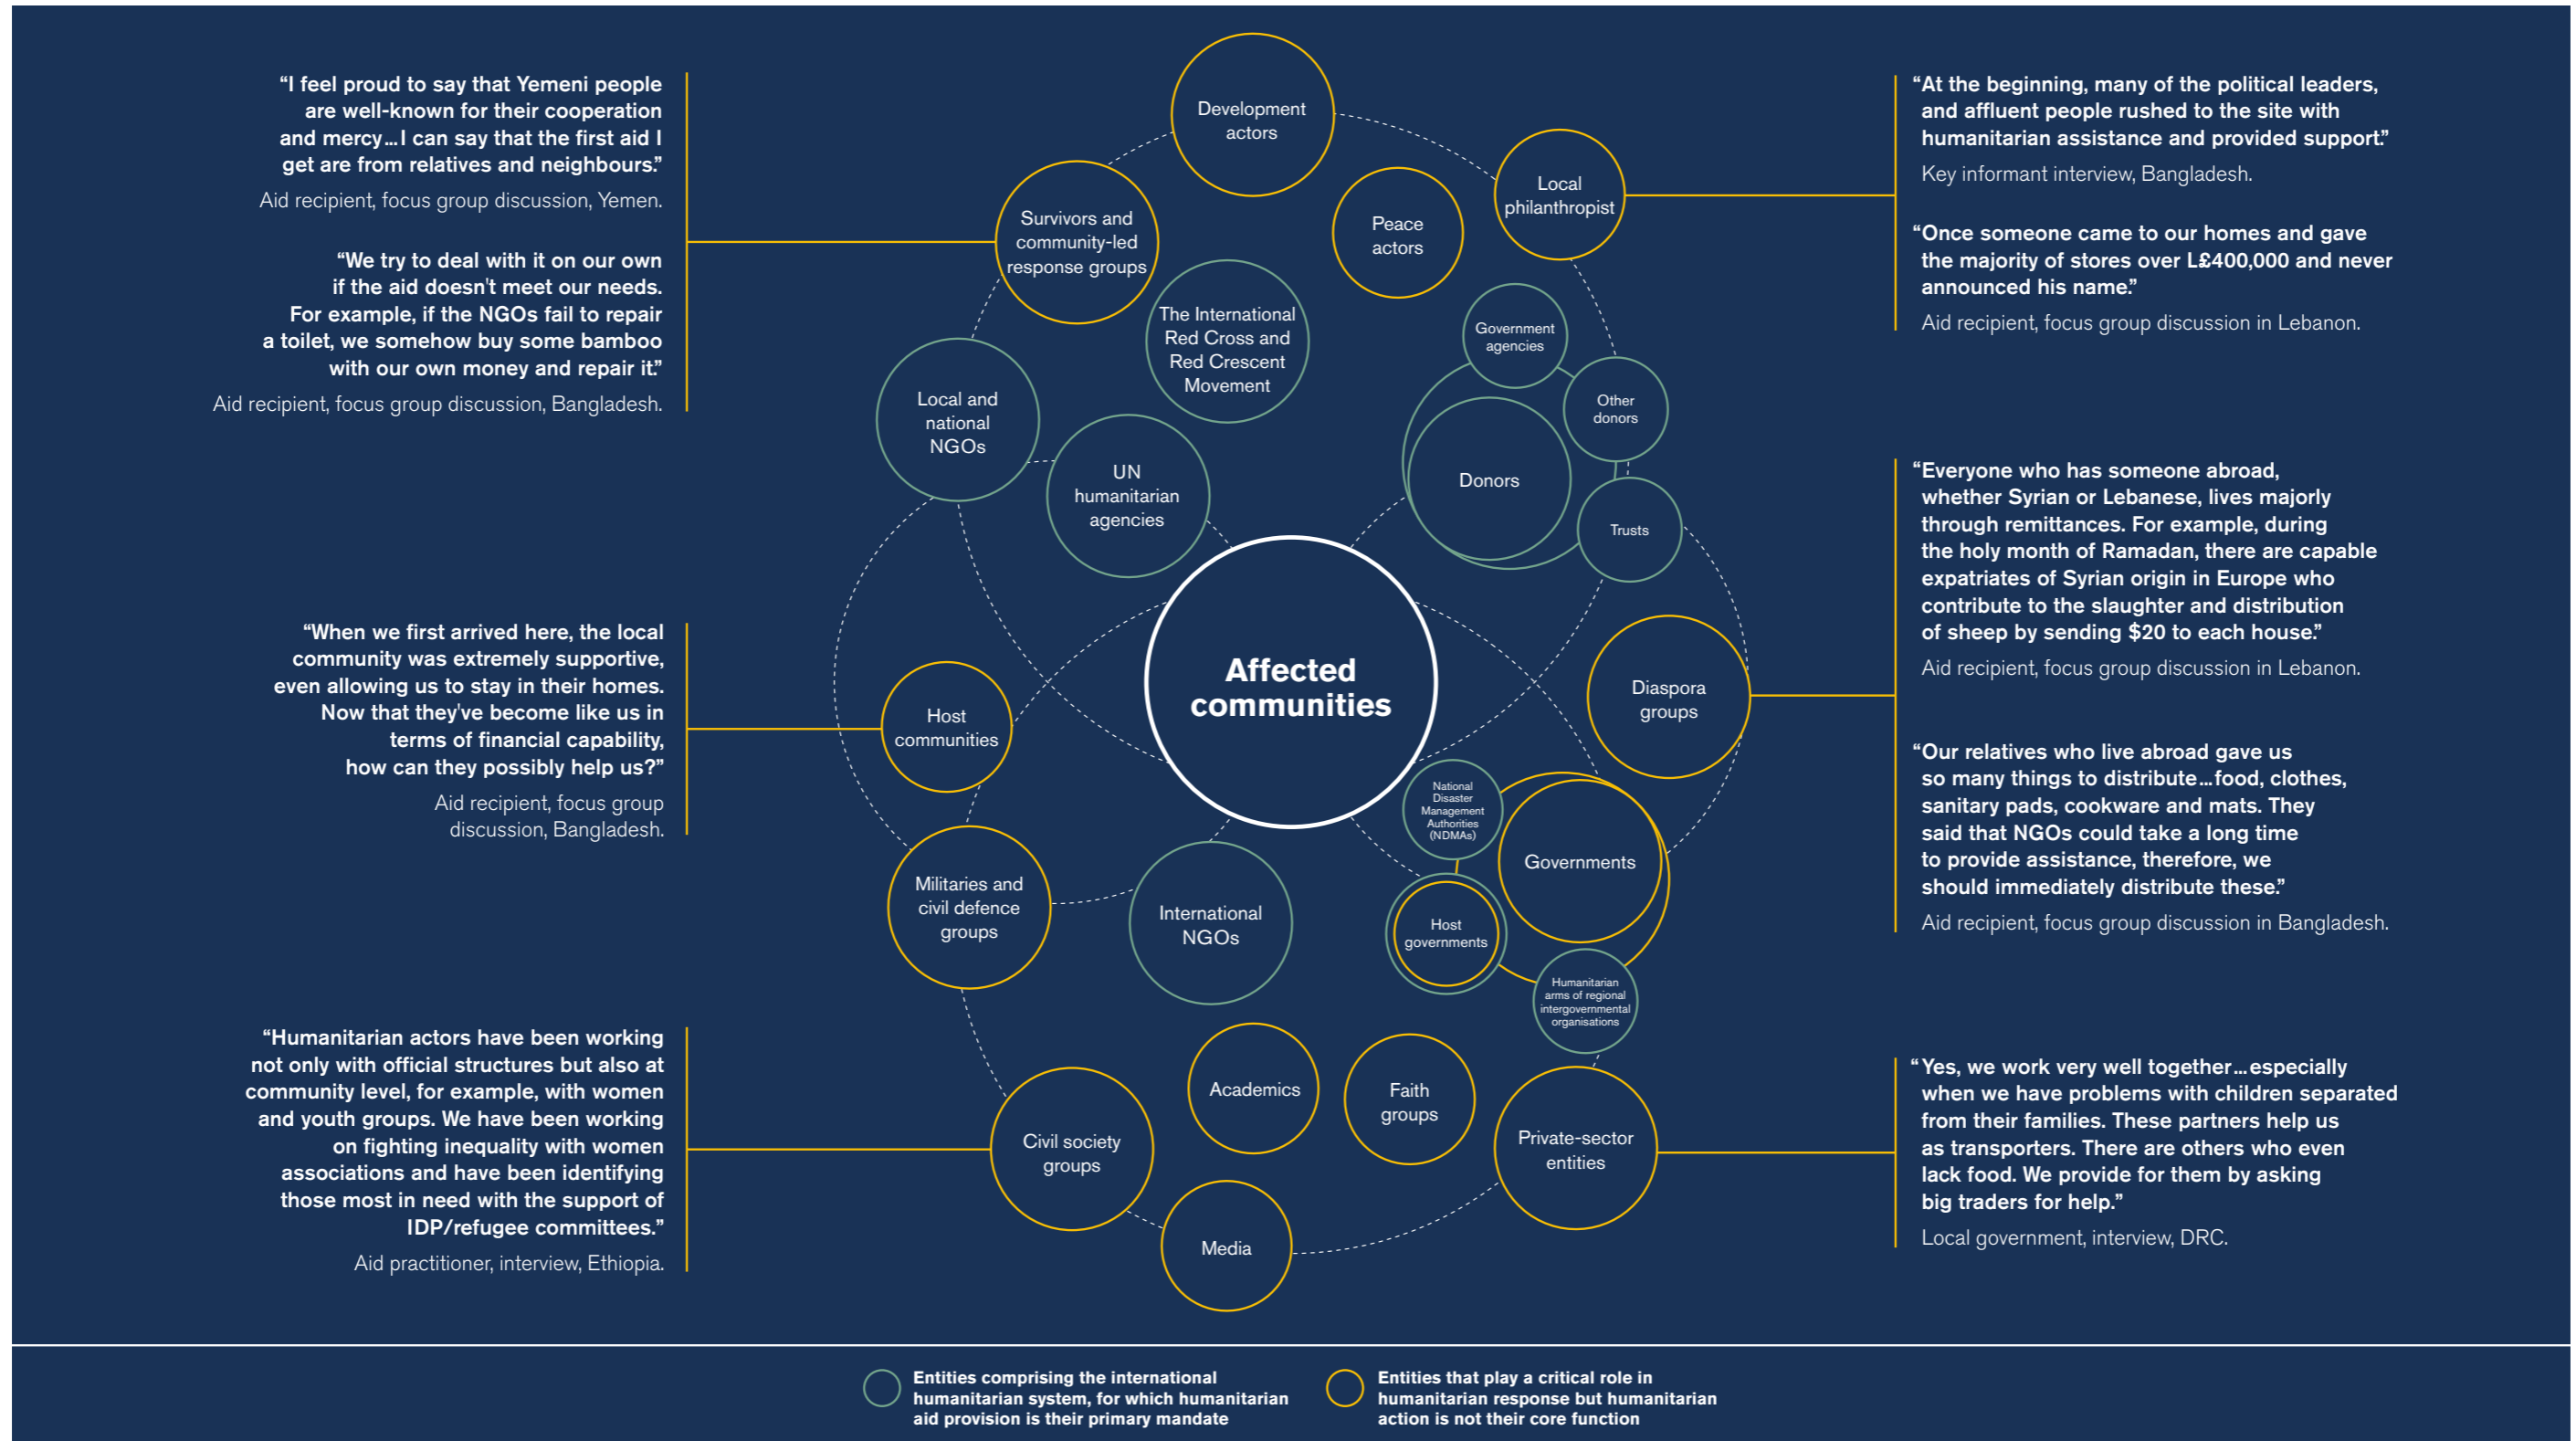 “I feel proud to say that Yemeni people
are well-known for their cooperation
and mercy...I can say that the first aid I
get are from relatives and neighbours.”
Aid recipient, focus group discussion, Yemen.
“We try to deal with it on our own
if the aid doesn't meet our needs.
For example, if the NGOs fail to repair
a toilet, we somehow buy some bamboo
with our own money and repair it.”
Aid recipient, focus group discussion, Bangladesh.
“When we first arrived here, the local
community was extremely supportive,
even allowing us to stay in their homes.
Now that they've become like us in
terms of financial capability,
how can they possibly help us?”
Aid recipient, focus group
discussion, Bangladesh.
“Humanitarian actors have been working
not only with official structures but also at
community level, for example, with women
and youth groups. We have been working
on fighting inequality with women
associations and have been identifying
those most in need with the support of
IDP/refugee committees.”
Aid practitioner, interview, Ethiopia.
Development
actors
Survivors and
community-led
response groups
Peace
actors
Local
philanthropist
The International
Red Cross and
Red Crescent
Movement
Government
agencies
Other
donors
Donors
Trusts
Local and
national
NGOs
UN
humanitarian
agencies
Affected
communities
Host
communities
Diaspora
groups
National
Disaster
Management
Authorities
(NDMAs)
Governments
Host
governments
Humanitarian
arms of regional
intergovernmental
organisations
Militaries and
civil defence
groups
International
NGOs
Academics
Faith
groups
Civil society
groups
Private-sector
entities
Media
“At the beginning, many of the political leaders,
and affluent people rushed to the site with
humanitarian assistance and provided support.”
Key informant interview, Bangladesh.
“Once someone came to our homes and gave
the majority of stores over L£400,000 and never
announced his name.”
Aid recipient, focus group discussion in Lebanon.
“Everyone who has someone abroad,
whether Syrian or Lebanese, lives majorly
through remittances. For example, during
the holy month of Ramadan, there are capable
expatriates of Syrian origin in Europe who
contribute to the slaughter and distribution
of sheep by sending $20 to each house.”
Aid recipient, focus group discussion in Lebanon.
“Our relatives who live abroad gave us
so many things to distribute...food, clothes,
sanitary pads, cookware and mats. They
said that NGOs could take a long time
to provide assistance, therefore, we
should immediately distribute these.”
Aid recipient, focus group discussion in Bangladesh.
“Yes, we work very well together...especially
when we have problems with children separated
from their families. These partners help us
as transporters. There are others who even
lack food. We provide for them by asking
big traders for help.”
Local government, interview, DRC.
Entities comprising the international
humanitarian system, for which humanitarian
aid provision is their primary mandate
Entities that play a critical role in
humanitarian response but humanitarian
action is not their core function